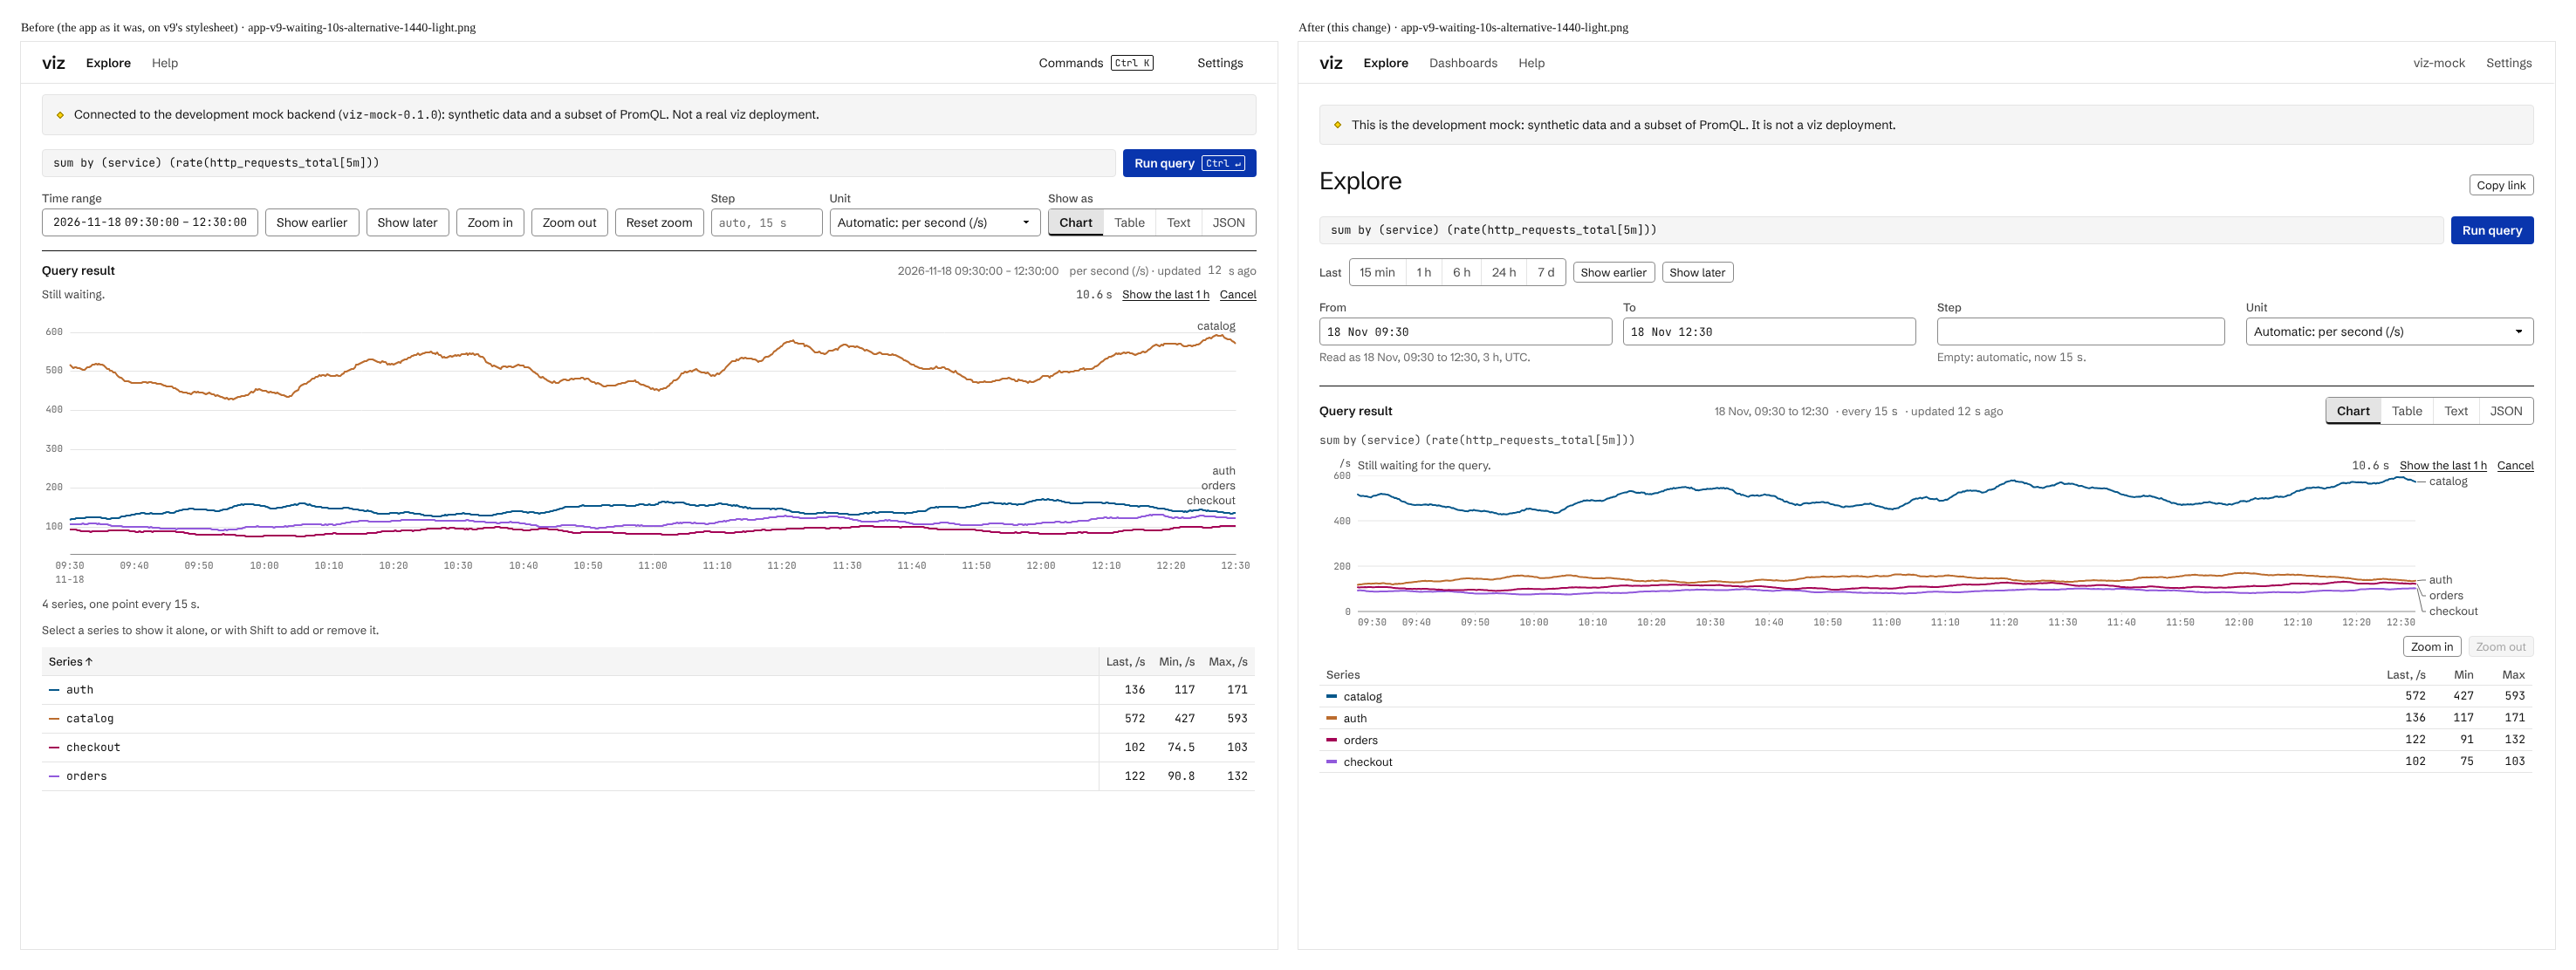 Before (the app as it was, on v9's stylesheet) · app-v9-waiting-10s-alternative-1440-light.png
viz Explore Help Commands Ctrl K Settings
Connected to the development mock backend (viz-mock-0.1.0): synthetic data and a subset of PromQL. Not a real viz deployment.
sum by (service) (rate(http_requests_total[5m])) Run query Ctrl ↵
Time range Step Unit Show as
2026-11-18 09:30:00 – 12:30:00 Show earlier Show later Zoom in Zoom out Reset zoom auto, 15 s Automatic: per second (/s) Chart Table Text JSON
Query result 2026-11-18 09:30:00 – 12:30:00 per second (/s) · updated 12 s ago
Still waiting. 10.6 s Show the last 1 h Cancel
catalog
600
500
400
300
auth
200 orders
checkout
100
09:30 09:40 09:50 10:00 10:10 10:20 10:30 10:40 10:50 11:00 11:10 11:20 11:30 11:40 11:50 12:00 12:10 12:20 12:30
11-18
4 series, one point every 15 s.
Select a series to show it alone, or with Shift to add or remove it.
Series ↑ Last, /s Min, /s Max, /s
auth 136 117 171
catalog 572 427 593
checkout 102 74.5 103
orders 122 90.8 132
After (this change) · app-v9-waiting-10s-alternative-1440-light.png
viz Explore Dashboards Help viz-mock Settings
This is the development mock: synthetic data and a subset of PromQL. It is not a viz deployment.
Explore Copy link
sum by (service) (rate(http_requests_total[5m])) Run query
Last 15 min 1 h 6 h 24 h 7 d Show earlier Show later
From To Step Unit
18 Nov 09:30 18 Nov 12:30 Automatic: per second (/s)
Read as 18 Nov, 09:30 to 12:30, 3 h, UTC. Empty: automatic, now 15 s.
Query result 18 Nov, 09:30 to 12:30 · every 15 s · updated 12 s ago Chart Table Text JSON
sum by (service) (rate(http_requests_total[5m]))
/s Still waiting for the query. 10.6 s Show the last 1 h Cancel
600
catalog
400
200
auth
orders
0 checkout
09:30 09:40 09:50 10:00 10:10 10:20 10:30 10:40 10:50 11:00 11:10 11:20 11:30 11:40 11:50 12:00 12:10 12:20 12:30
Zoom in Zoom out
Series Last, /s Min Max
catalog 572 427 593
auth 136 117 171
orders 122 91 132
checkout 102 75 103